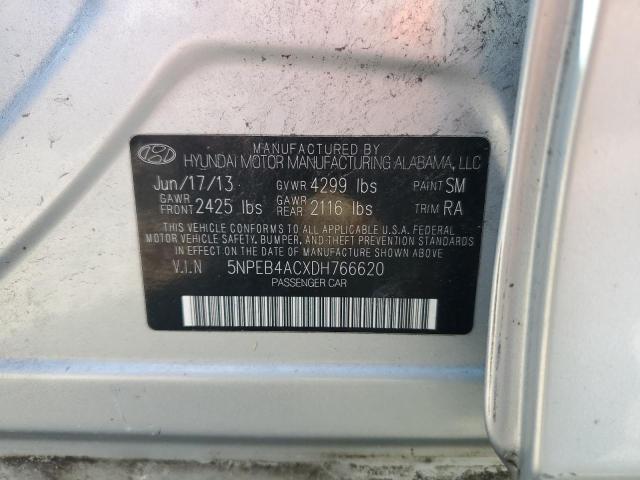 MANUFACTURED BY
HYUNDAI MOTOR MANUFACTURING ALABAMA, LLC
Jun/17/13 GVWR 4299 lbs PAINT SM
GAWR FRONT 2425 lbs GAWR REAR 2116 lbs TRIM RA
THIS VEHICLE CONFORMS TO ALL APPLICABLE U.S.A. FEDERAL
MOTOR VEHICLE SAFETY, BUMPER, AND THEFT PREVENTION STANDARDS
IN EFFECT ON THE DATE OF MANUFACTURE SHOWN ABOVE.
V.I.N 5NPEB4ACXDH766620
PASSENGER CAR